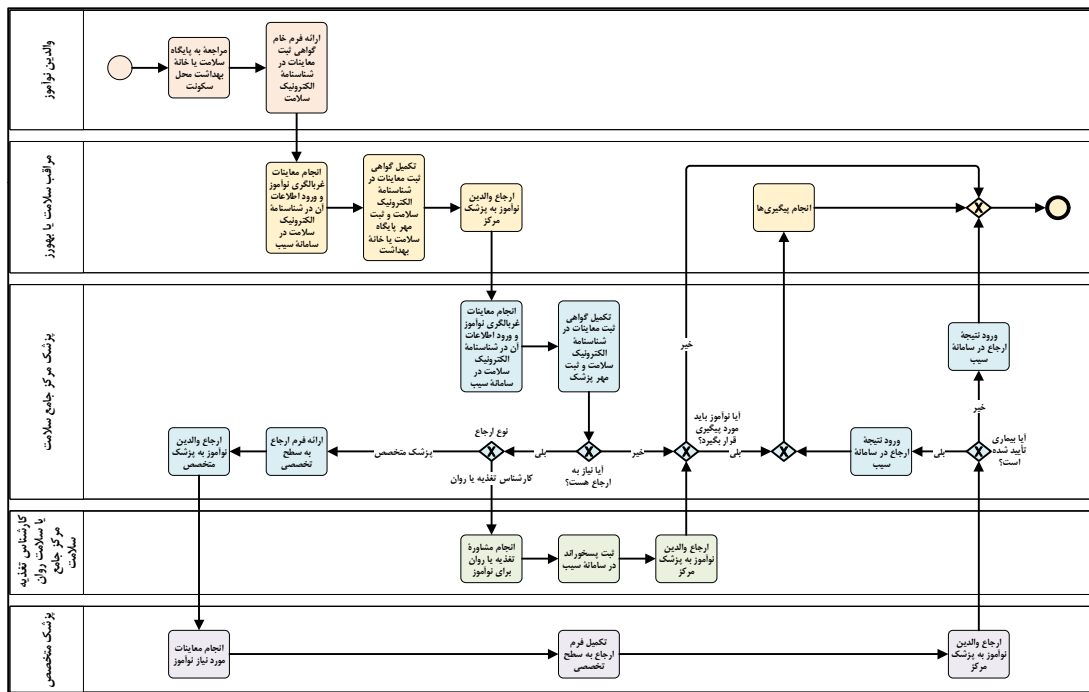 والدین نوآموز
مراجعه به پایگاه
سلامت یا خانهٔ
بهداشت محل
سکونت
ارائه فرم خام
گواهی ثبت
معاینات در
شناسنامهٔ
الکترونیک
سلامت
مراقب سلامت یا بهورز
انجام معاینات
غربالگری نوآموز
و ورود اطلاعات
آن در شناسنامهٔ
الکترونیک
سلامت در
سامانهٔ سیب
تکمیل گواهی
ثبت معاینات در
شناسنامهٔ
الکترونیک
سلامت و ثبت
مهر پایگاه
سلامت یا خانهٔ
بهداشت
ارجاع والدین
نوآموز به پزشک
مرکز
انجام پیگیری‌ها
پزشک مرکز جامع سلامت
انجام معاینات
غربالگری نوآموز
و ورود اطلاعات
آن در شناسنامهٔ
الکترونیک
سلامت در
سامانهٔ سیب
تکمیل گواهی
ثبت معاینات در
شناسنامهٔ
الکترونیک
سلامت و ثبت
مهر پزشک
خیر
ورود نتیجهٔ
ارجاع در سامانهٔ
سیب
خیر
آیا نوآموز باید
مورد پیگیری
قرار بگیرد؟
نوع ارجاع
ارجاع والدین
نوآموز به پزشک
متخصص
ارائه فرم ارجاع
به سطح
تخصصی
پزشک متخصص
بلی
خیر
بلی
ورود نتیجهٔ
ارجاع در سامانهٔ
سیب
بلی
آیا بیماری
تأیید شده
است؟
آیا نیاز به
ارجاع هست؟
کارشناس تغذیه یا روان
کارشناس تغذیه
یا سلامت روان
مرکز جامع
سلامت
انجام مشاورهٔ
تغذیه یا روان
برای نوآموز
ثبت پسخوراند
در سامانهٔ سیب
ارجاع والدین
نوآموز به پزشک
مرکز
پزشک متخصص
انجام معاینات
مورد نیاز نوآموز
تکمیل فرم
ارجاع به سطح
تخصصی
ارجاع والدین
نوآموز به پزشک
مرکز